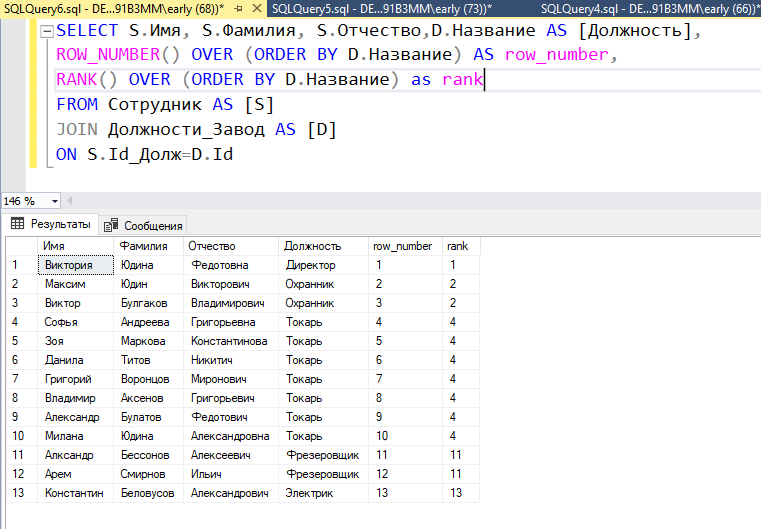 SQLQuery6.sql - DE...91B3MM\early (68))* SQLQuery5.sql - DE...91B3MM\early (73))* SQLQuery4.sql - DE...91B3MM\early (66))*
SELECT S.Имя, S.Фамилия, S.Отчество,D.Название AS [Должность],
ROW_NUMBER() OVER (ORDER BY D.Название) AS row_number,
RANK() OVER (ORDER BY D.Название) as rank
FROM Сотрудник AS [S]
JOIN Должности_Завод AS [D]
ON S.Id_Долж=D.Id
146 %
Результаты Сообщения
Имя Фамилия Отчество Должность row_number rank
1 Виктория Юдина Федотовна Директор 1 1
2 Максим Юдин Викторович Охранник 2 2
3 Виктор Булгаков Владимирович Охранник 3 2
4 Софья Андреева Григорьевна Токарь 4 4
5 Зоя Маркова Константинова Токарь 5 4
6 Данила Титов Никитич Токарь 6 4
7 Григорий Воронцов Миронович Токарь 7 4
8 Владимир Аксенов Григорьевич Токарь 8 4
9 Александр Булатов Федотович Токарь 9 4
10 Милана Юдина Александровна Токарь 10 4
11 Алксандр Бессонов Алексеевич Фрезеровщик 11 11
12 Арем Смирнов Ильич Фрезеровщик 12 11
13 Константин Беловусов Александрович Электрик 13 13